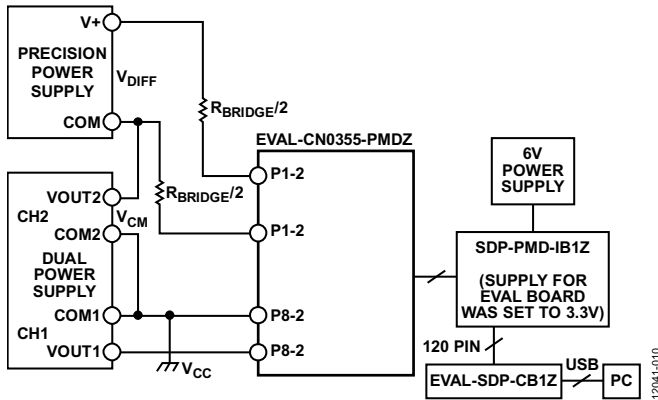 V+
PRECISION
POWER
SUPPLY
VDIFF
COM
RBRIDGE/2
RBRIDGE/2
VOUT2
CH2
VCM
COM2
DUAL
POWER
SUPPLY
COM1
CH1
VOUT1
VCC
EVAL-CN0355-PMDZ
P1-2
P1-2
P8-2
P8-2
6V
POWER
SUPPLY
SDP-PMD-IB1Z
(SUPPLY FOR
EVAL BOARD
WAS SET TO 3.3V)
120 PIN
EVAL-SDP-CB1Z
USB
PC
12041-010